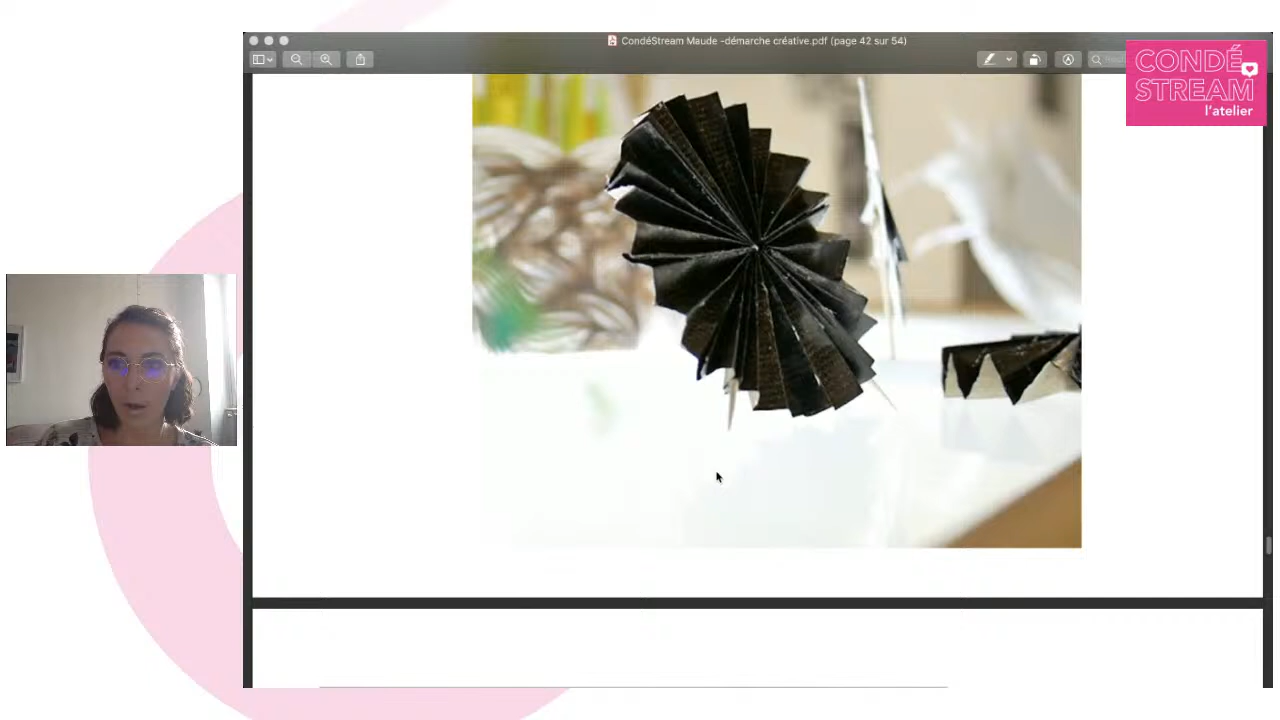 CondéStream Maude -démarche créative.pdf (page 42 sur 54)
CONDÉ
STREAM
l'atelier